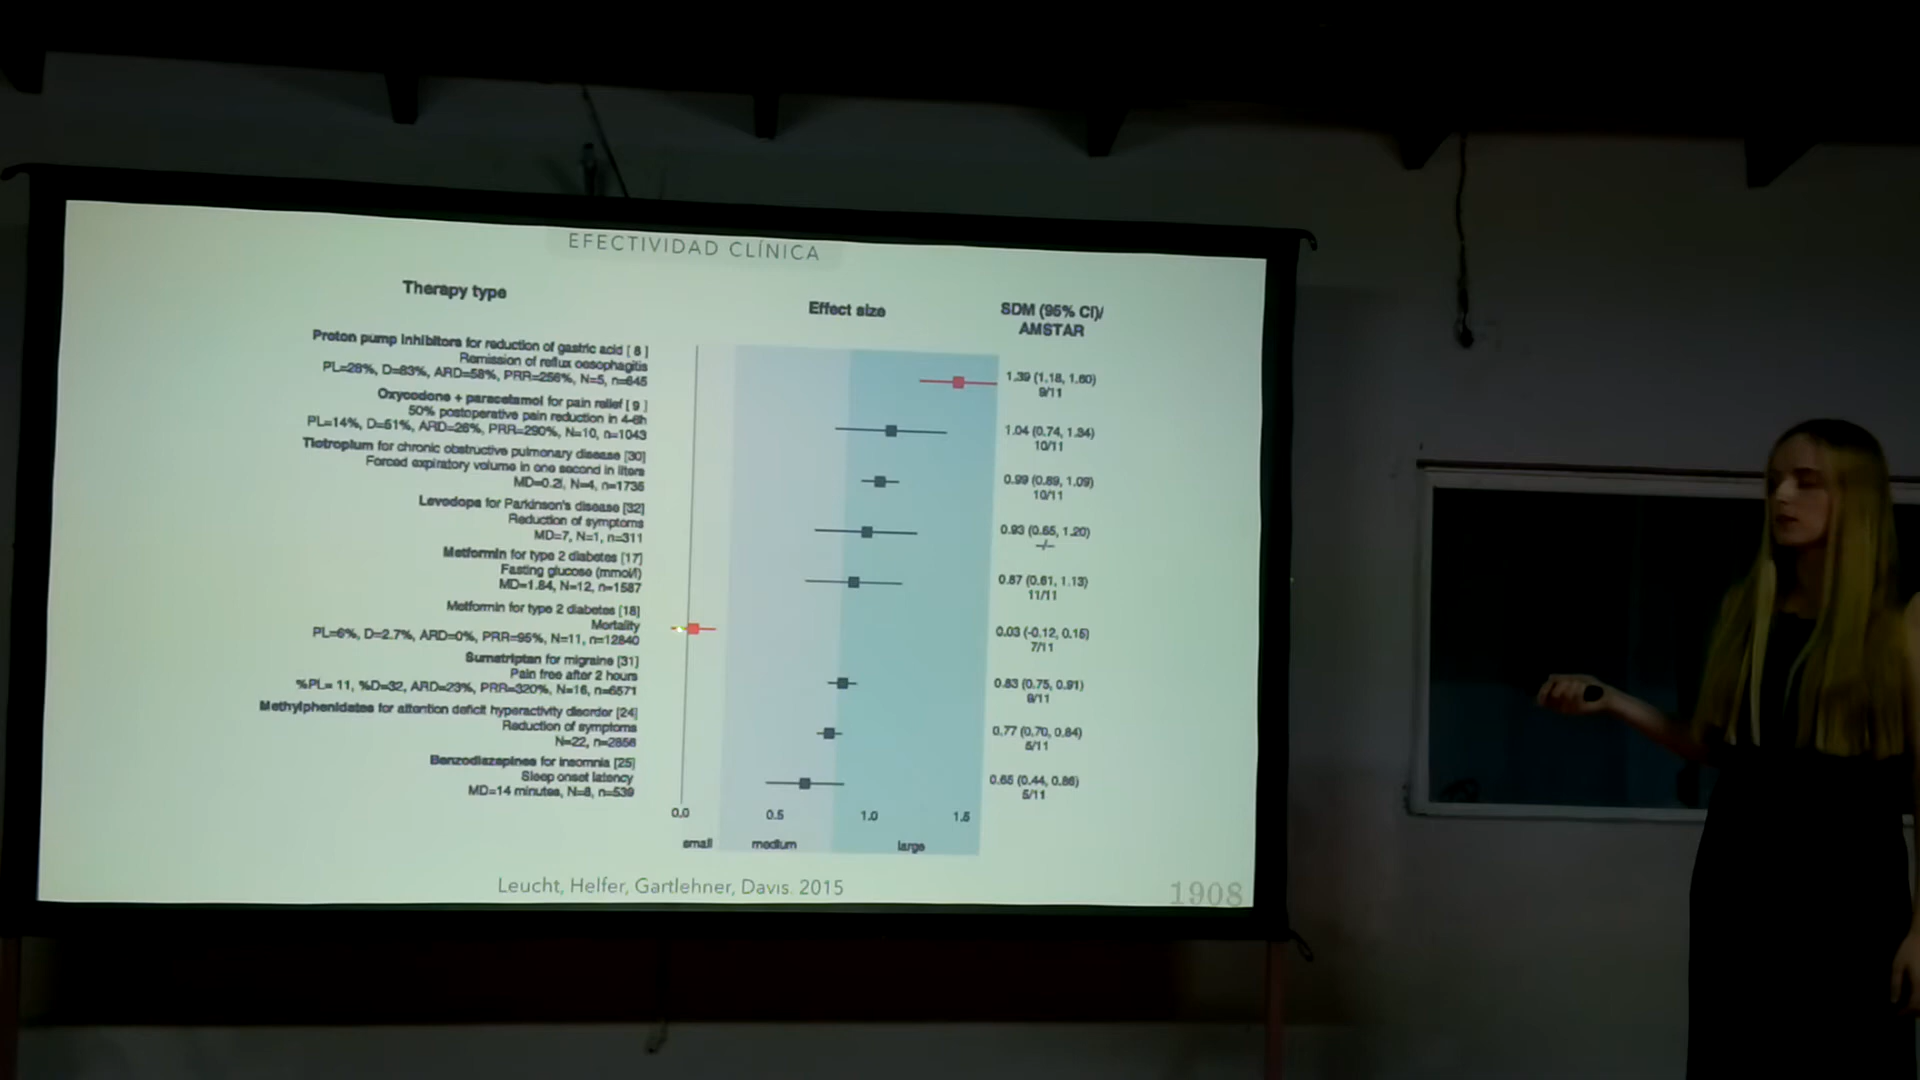 EFECTIVIDAD CLÍNICA
Therapy type
Effect size
SDM (95% CI)/
AMSTAR
Proton pump inhibitors for reduction of gastric acid [ 8 ]
Remission of reflux oesophagitis
PL=28%, D=83%, ARD=58%, PRR=256%, N=5, n=645
1.39 (1.18, 1.60)
9/11
Oxycodone + paracetamol for pain relief [ 9 ]
50% postoperative pain reduction in 4-6h
PL=14%, D=51%, ARD=26%, PRR=290%, N=10, n=1043
1.04 (0.74, 1.34)
10/11
Tiotropium for chronic obstructive pulmonary disease [30]
Forced expiratory volume in one second in liters
MD=0.2l, N=4, n=1736
0.99 (0.89, 1.09)
10/11
Levodopa for Parkinson's disease [32]
Reduction of symptoms
MD=7, N=1, n=311
0.93 (0.65, 1.20)
-/-
Metformin for type 2 diabetes [17]
Fasting glucose (mmol/l)
MD=1.84, N=12, n=1587
0.87 (0.61, 1.13)
11/11
Metformin for type 2 diabetes [18]
Mortality
PL=6%, D=2.7%, ARD=0%, PRR=95%, N=11, n=12840
0.03 (-0.12, 0.15)
7/11
Sumatriptan for migraine [31]
Pain free after 2 hours
%PL= 11, %D=32, ARD=23%, PRR=320%, N=16, n=6571
0.83 (0.75, 0.91)
9/11
Methylphenidates for attention deficit hyperactivity disorder [24]
Reduction of symptoms
N=22, n=2856
0.77 (0.70, 0.84)
5/11
Benzodiazepines for insomnia [25]
Sleep onset latency
MD=14 minutes, N=8, n=539
0.65 (0.44, 0.86)
5/11
0.0 0.5 1.0 1.5
small medium large
Leucht, Helfer, Gartlehner, Davis. 2015
1908